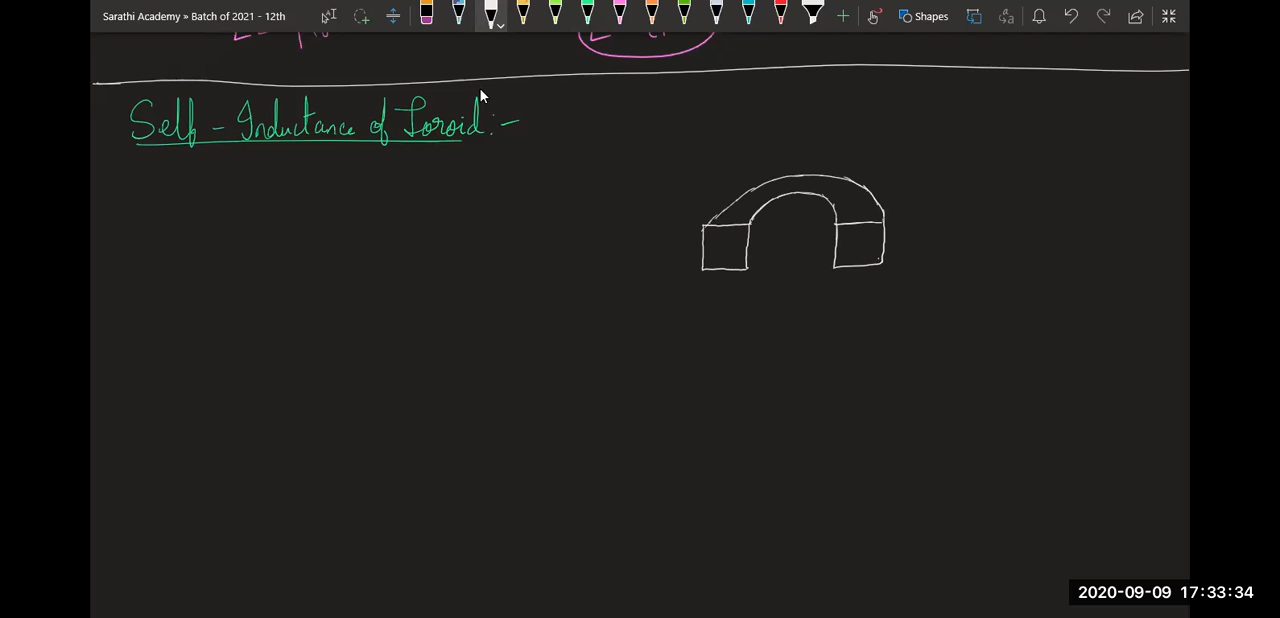 Sarathi Academy » Batch of 2021 - 12th
Shapes
Self - Inductance of Toroid :-
2020-09-09 17:33:34